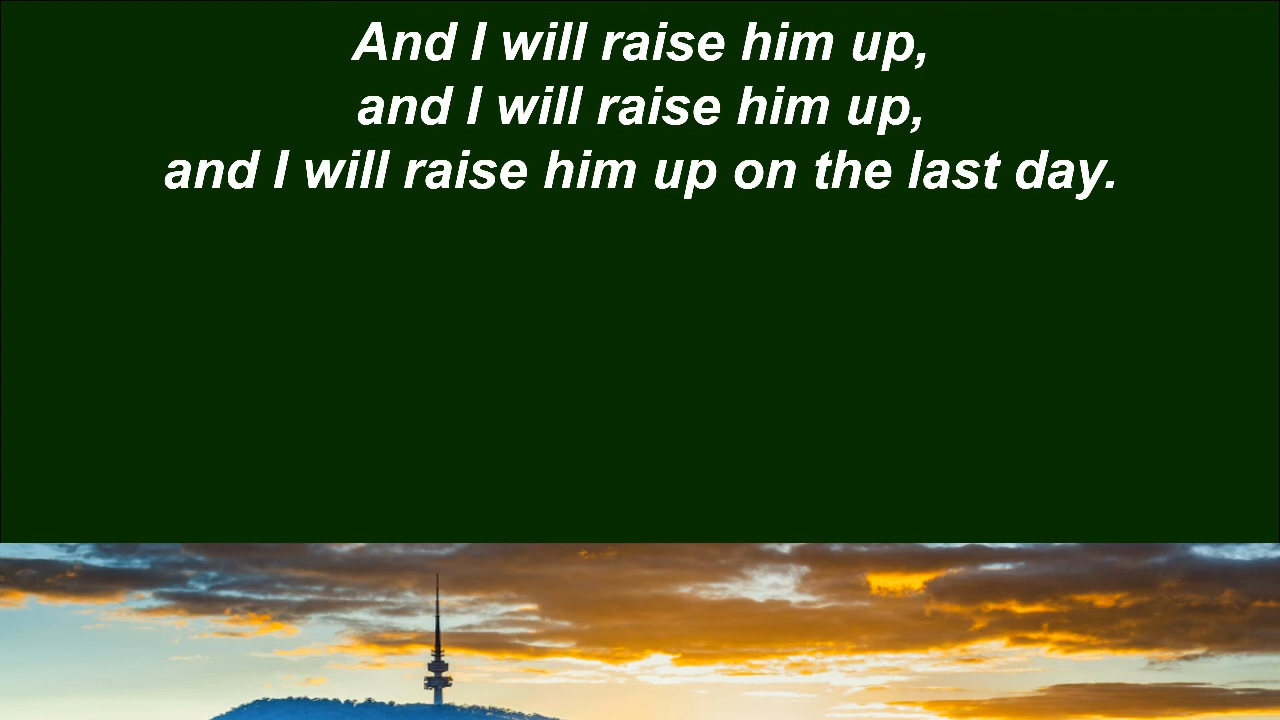 And I will raise him up,
and I will raise him up,
and I will raise him up on the last day.